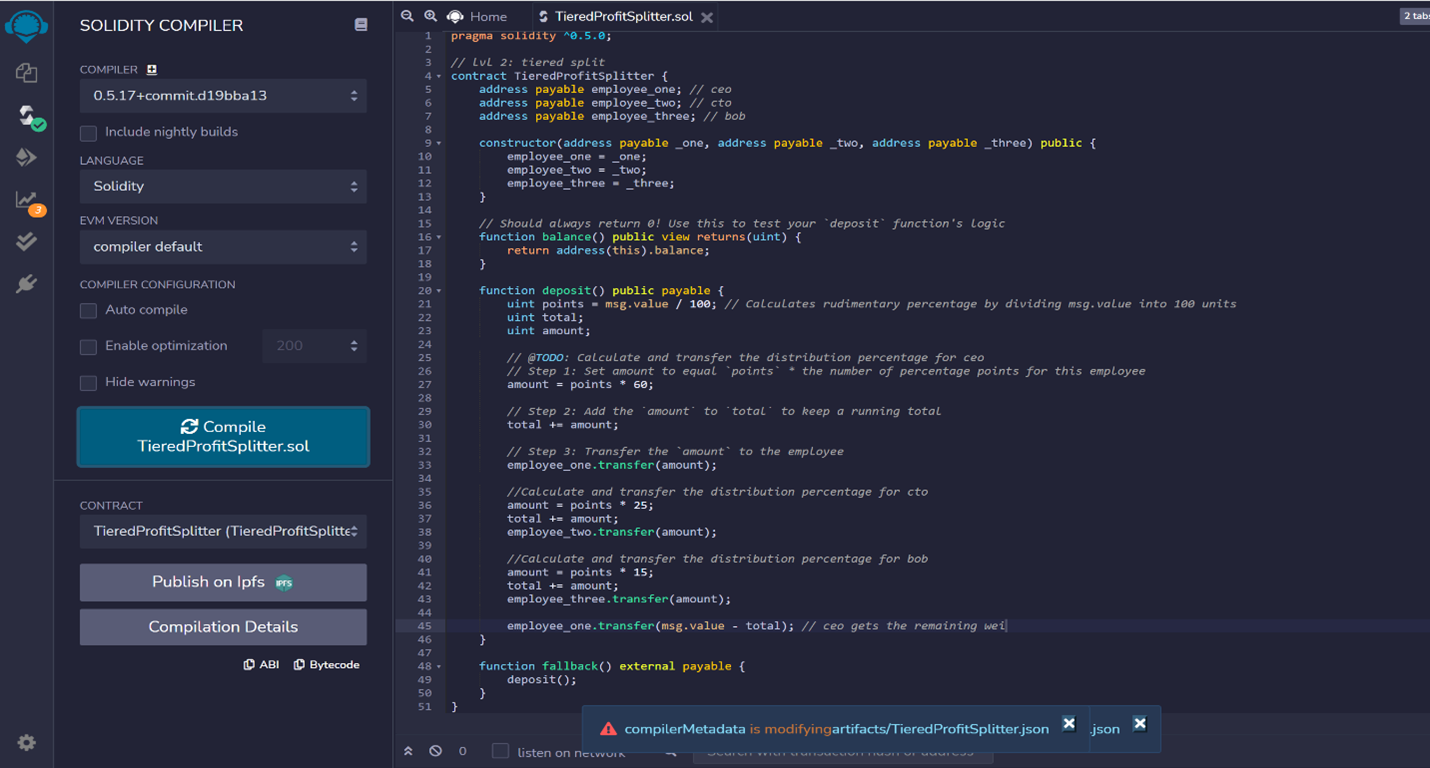 SOLIDITY COMPILER
COMPILER
0.5.17+commit.d19bba13
Include nightly builds
LANGUAGE
Solidity
EVM VERSION
compiler default
COMPILER CONFIGURATION
Auto compile
Enable optimization
200
Hide warnings
Compile
TieredProfitSplitter.sol
CONTRACT
TieredProfitSplitter (TieredProfitSplitte
Publish on Ipfs
IPFS
Compilation Details
ABI Bytecode
3
Home TieredProfitSplitter.sol
2 tabs
1 pragma solidity ^0.5.0;
2
3 // lvl 2: tiered split
4 contract TieredProfitSplitter {
5 address payable employee_one; // ceo
6 address payable employee_two; // cto
7 address payable employee_three; // bob
8
9 constructor(address payable _one, address payable _two, address payable _three) public {
10 employee_one = _one;
11 employee_two = _two;
12 employee_three = _three;
13 }
14
15 // Should always return 0! Use this to test your `deposit` function's logic
16 function balance() public view returns(uint) {
17 return address(this).balance;
18 }
19
20 function deposit() public payable {
21 uint points = msg.value / 100; // Calculates rudimentary percentage by dividing msg.value into 100 units
22 uint total;
23 uint amount;
24
25 // @TODO: Calculate and transfer the distribution percentage for ceo
26 // Step 1: Set amount to equal `points` * the number of percentage points for this employee
27 amount = points * 60;
28
29 // Step 2: Add the `amount` to `total` to keep a running total
30 total += amount;
31
32 // Step 3: Transfer the `amount` to the employee
33 employee_one.transfer(amount);
34
35 //Calculate and transfer the distribution percentage for cto
36 amount = points * 25;
37 total += amount;
38 employee_two.transfer(amount);
39
40 //Calculate and transfer the distribution percentage for bob
41 amount = points * 15;
42 total += amount;
43 employee_three.transfer(amount);
44
45 employee_one.transfer(msg.value - total); // ceo gets the remaining wei
46 }
47
48 function fallback() external payable {
49 deposit();
50 }
51 }
compilerMetadata is modifyingartifacts/TieredProfitSplitter.json
.json
0 listen on network
Search with transaction hash or address